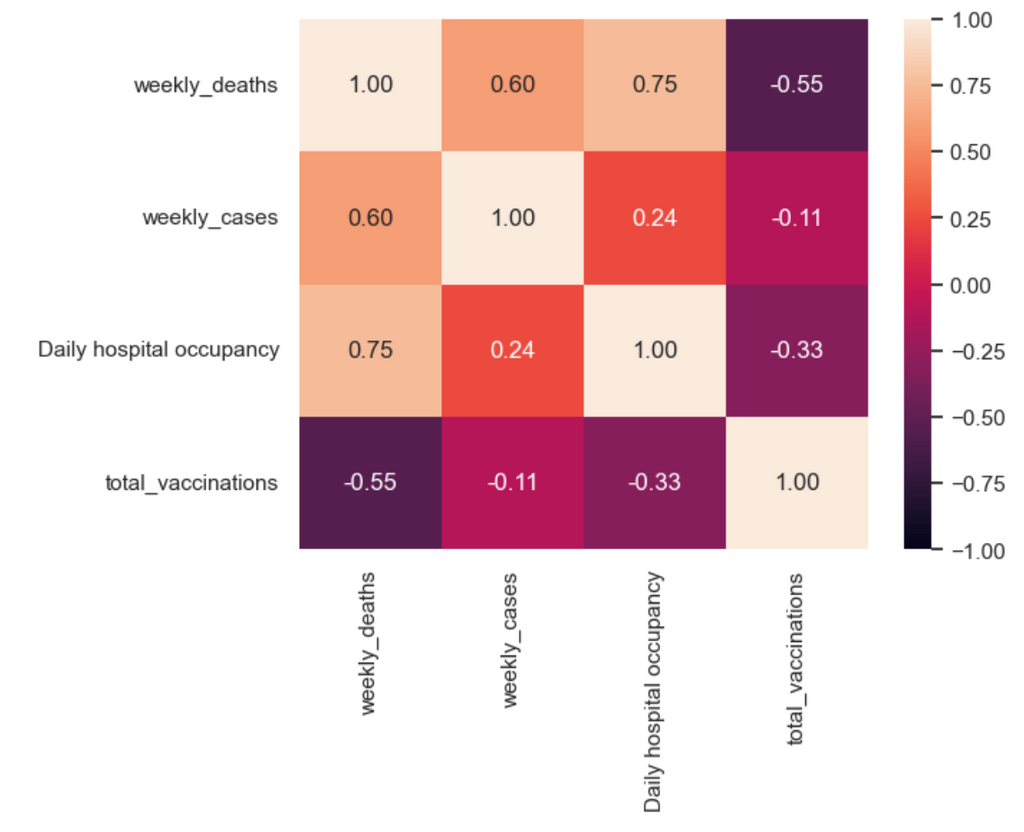 weekly_deaths 1.00 0.60 0.75 -0.55
weekly_cases 0.60 1.00 0.24 -0.11
Daily hospital occupancy 0.75 0.24 1.00 -0.33
total_vaccinations -0.55 -0.11 -0.33 1.00
weekly_deaths
weekly_cases
Daily hospital occupancy
total_vaccinations
1.00
0.75
0.50
0.25
0.00
−0.25
−0.50
−0.75
−1.00